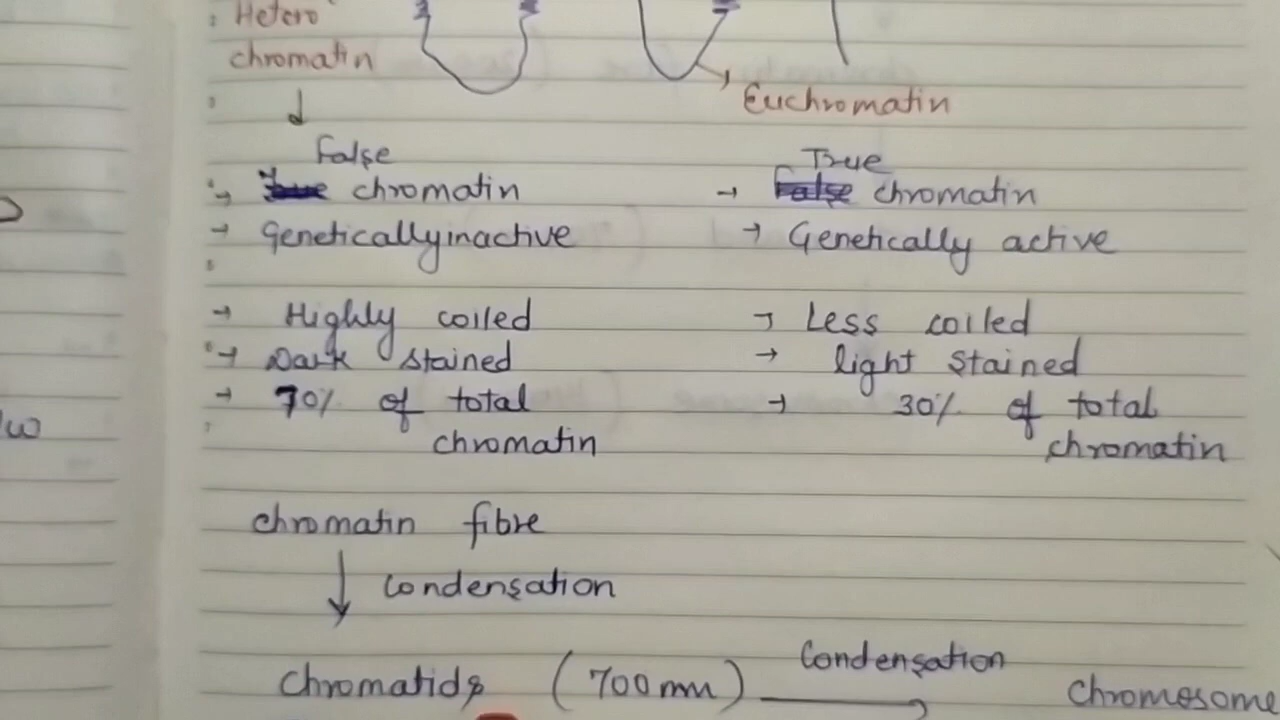 Hetero
chromatin
↓
→ Euchromatin
False
→ chromatin
→ Genetically inactive
→ Highly coiled
→ Dark stained
→ 70% of total
chromatin
True
→ False chromatin
→ Genetically active
→ Less coiled
→ light stained
→ 30% of total
chromatin
chromatin fibre
↓ Condensation
Chromatids (700nm) Condensation → Chromosome